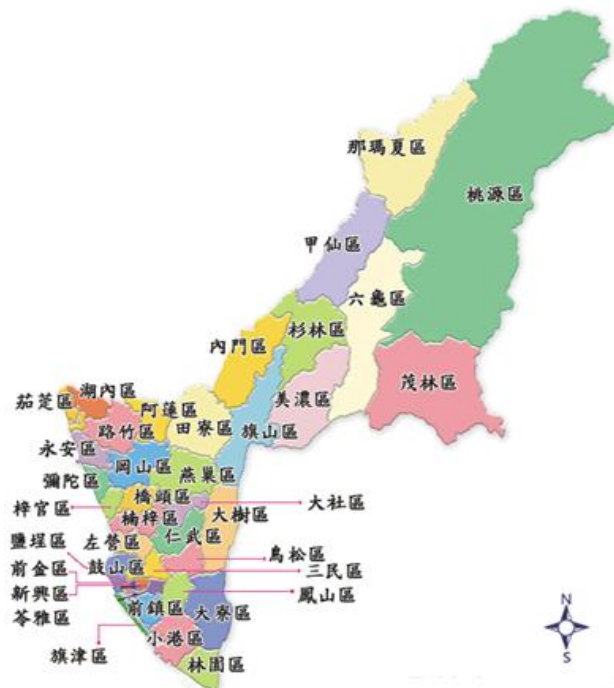 那瑪夏區
桃源區
甲仙區
六龜區
杉林區
內門區
茂林區
美濃區
湖內區
茄萣區
阿蓮區
田寮區
旗山區
路竹區
永安區
岡山區
燕巢區
彌陀區
橋頭區
大社區
梓官區
大樹區
楠梓區
仁武區
鹽埕區
左營區
鳥松區
鼓山區
三民區
前金區
新興區
鳳山區
苓雅區
前鎮區
大寮區
小港區
旗津區
林園區
N
S